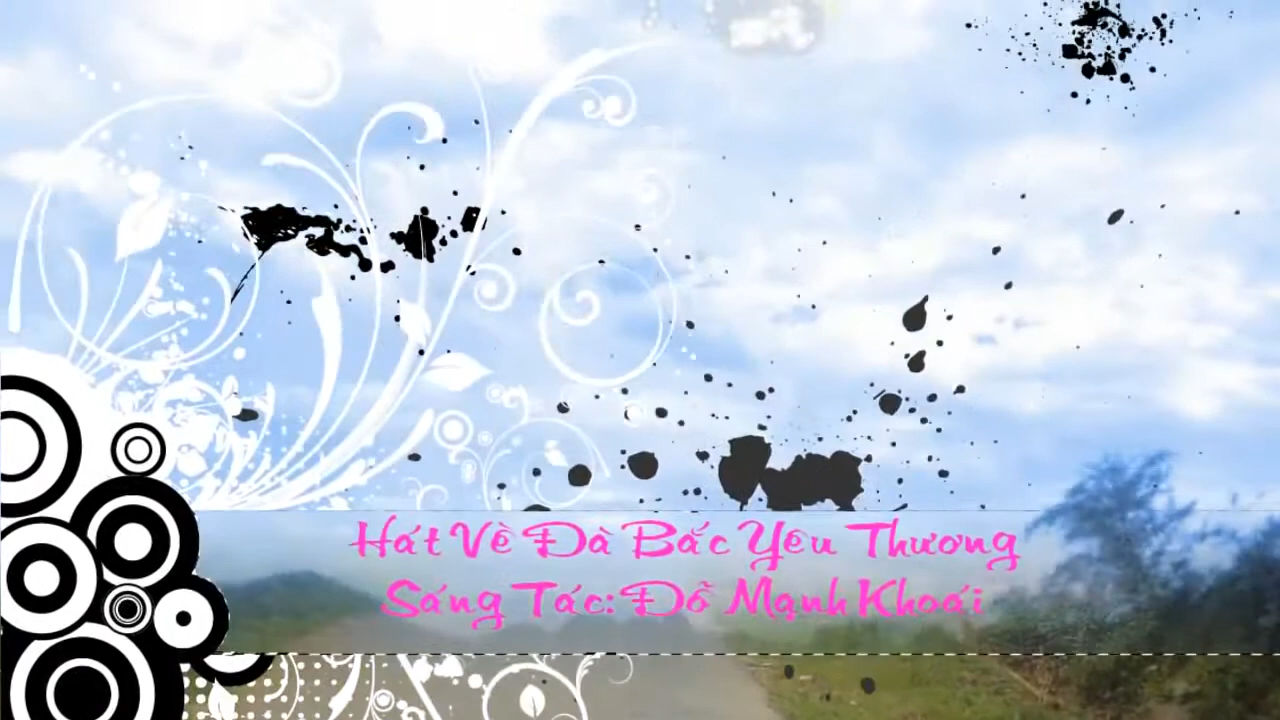 Hát Về Đà Bắc Yêu Thương
Sáng Tác: Đỗ Mạnh Khoái